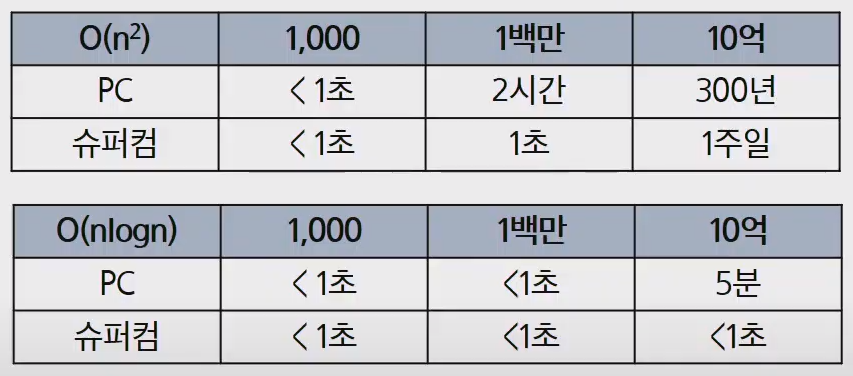 O(n²) 1,000 1백만 10억
PC < 1초 2시간 300년
슈퍼컴 < 1초 1초 1주일
O(nlogn) 1,000 1백만 10억
PC < 1초 <1초 5분
슈퍼컴 < 1초 <1초 <1초